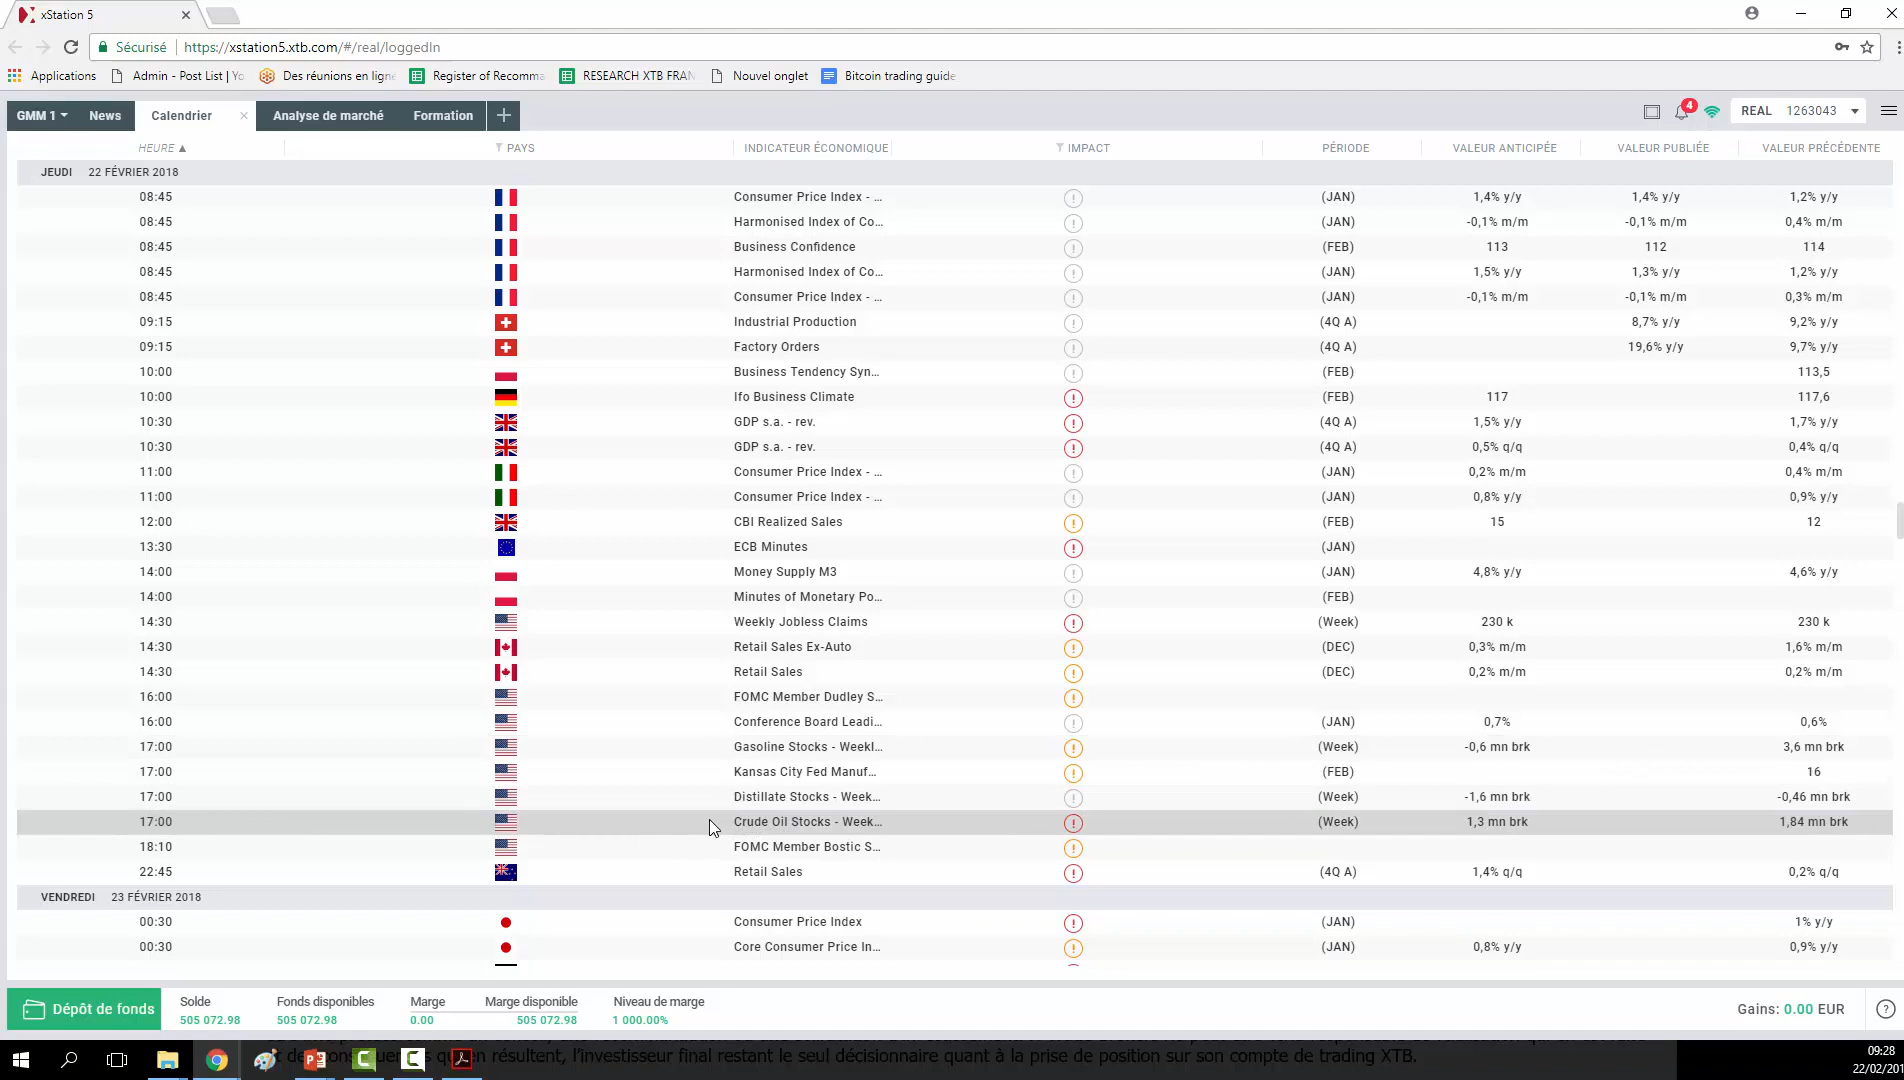 xStation 5
Sécurisé https://xstation5.xtb.com/#/real/loggedIn
Applications Admin - Post List | Yo Des réunions en ligne Register of Recomma RESEARCH XTB FRAN Nouvel onglet Bitcoin trading guide
GMM 1 News Calendrier Analyse de marché Formation 4 REAL 1263043
HEURE PAYS INDICATEUR ÉCONOMIQUE IMPACT PÉRIODE VALEUR ANTICIPÉE VALEUR PUBLIÉE VALEUR PRÉCÉDENTE
JEUDI 22 FÉVRIER 2018
08:45 Consumer Price Index - ... (JAN) 1,4% y/y 1,4% y/y 1,2% y/y
08:45 Harmonised Index of Co... (JAN) -0,1% m/m -0,1% m/m 0,4% m/m
08:45 Business Confidence (FEB) 113 112 114
08:45 Harmonised Index of Co... (JAN) 1,5% y/y 1,3% y/y 1,2% y/y
08:45 Consumer Price Index - ... (JAN) -0,1% m/m -0,1% m/m 0,3% m/m
09:15 Industrial Production (4Q A) 8,7% y/y 9,2% y/y
09:15 Factory Orders (4Q A) 19,6% y/y 9,7% y/y
10:00 Business Tendency Syn... (FEB) 113,5
10:00 Ifo Business Climate (FEB) 117 117,6
10:30 GDP s.a. - rev. (4Q A) 1,5% y/y 1,7% y/y
10:30 GDP s.a. - rev. (4Q A) 0,5% q/q 0,4% q/q
11:00 Consumer Price Index - ... (JAN) 0,2% m/m 0,4% m/m
11:00 Consumer Price Index - ... (JAN) 0,8% y/y 0,9% y/y
12:00 CBI Realized Sales (FEB) 15 12
13:30 ECB Minutes (JAN)
14:00 Money Supply M3 (JAN) 4,8% y/y 4,6% y/y
14:00 Minutes of Monetary Po... (FEB)
14:30 Weekly Jobless Claims (Week) 230 k 230 k
14:30 Retail Sales Ex-Auto (DEC) 0,3% m/m 1,6% m/m
14:30 Retail Sales (DEC) 0,2% m/m 0,2% m/m
16:00 FOMC Member Dudley S...
16:00 Conference Board Leadi... (JAN) 0,7% 0,6%
17:00 Gasoline Stocks - Weekl... (Week) -0,6 mn brk 3,6 mn brk
17:00 Kansas City Fed Manuf... (FEB) 16
17:00 Distillate Stocks - Week... (Week) -1,6 mn brk -0,46 mn brk
17:00 Crude Oil Stocks - Week... (Week) 1,3 mn brk 1,84 mn brk
18:10 FOMC Member Bostic S...
22:45 Retail Sales (4Q A) 1,4% q/q 0,2% q/q
VENDREDI 23 FÉVRIER 2018
00:30 Consumer Price Index (JAN) 1% y/y
00:30 Core Consumer Price In... (JAN) 0,8% y/y 0,9% y/y
Dépôt de fonds Solde Fonds disponibles Marge Marge disponible Niveau de marge Gains: 0.00 EUR
505 072.98 505 072.98 0.00 505 072.98 1 000.00%
résultent, l'investisseur final restant le seul décisionnaire quant à la prise de position sur son compte de trading XTB.
09:28
22/02/201